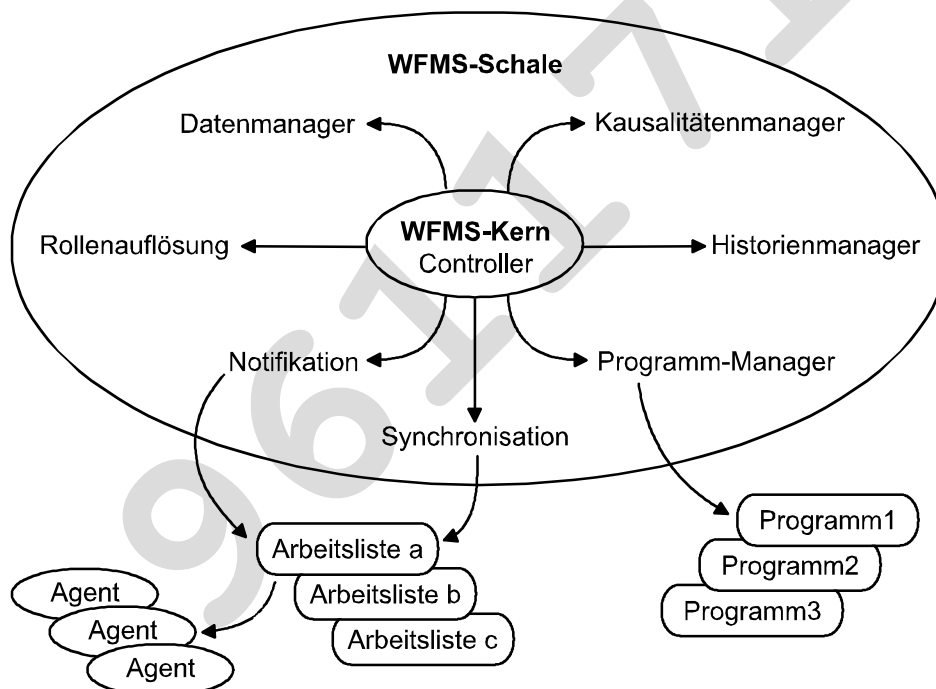 WFMS-Schale
Datenmanager
Kausalitätenmanager
WFMS-Kern
Controller
Rollenauflösung
Historienmanager
Notifikation
Programm-Manager
Synchronisation
Arbeitsliste a
Arbeitsliste b
Arbeitsliste c
Programm1
Programm2
Programm3
Agent
Agent
Agent